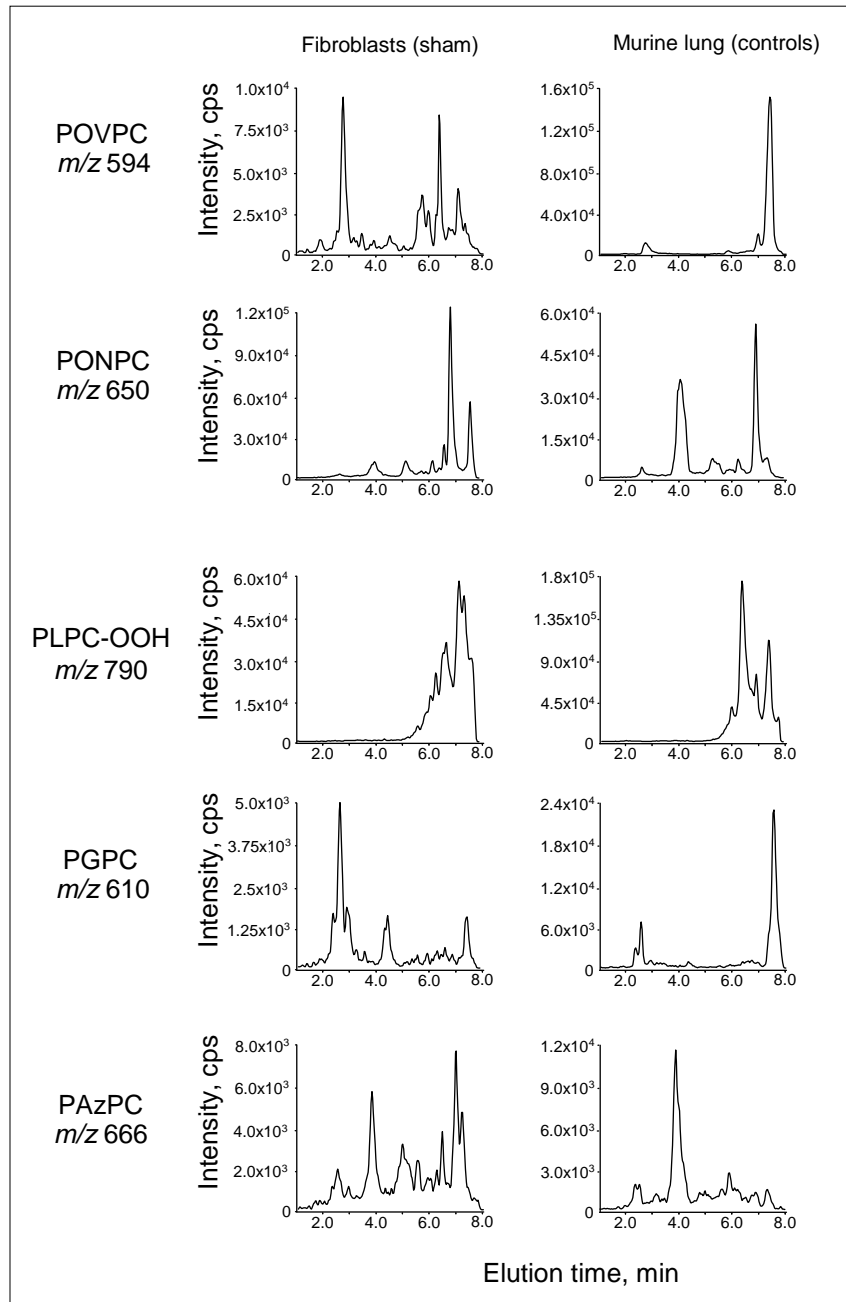 Fibroblasts (sham) Murine lung (controls)
POVPC
m/z 594
Intensity, cps
1.0x10⁴
7.5x10³
5.0x10³
2.5x10³
0
2.0 4.0 6.0 8.0
1.6x10⁵
1.2x10⁵
8.0x10⁴
4.0x10⁴
0
2.0 4.0 6.0 8.0
PONPC
m/z 650
Intensity, cps
1.2x10⁵
9.0x10⁴
6.0x10⁴
3.0x10⁴
0
2.0 4.0 6.0 8.0
6.0x10⁴
4.5x10⁴
3.0x10⁴
1.5x10⁴
0
2.0 4.0 6.0 8.0
PLPC-OOH
m/z 790
Intensity, cps
6.0x10⁴
4.5x10⁴
3.0x10⁴
1.5x10⁴
0
2.0 4.0 6.0 8.0
1.8x10⁵
1.35x10⁵
9.0x10⁴
4.5x10⁴
0
2.0 4.0 6.0 8.0
PGPC
m/z 610
Intensity, cps
5.0x10³
3.75x10³
2.5x10³
1.25x10³
0
2.0 4.0 6.0 8.0
2.4x10⁴
1.8x10⁴
1.2x10⁴
6.0x10³
0
2.0 4.0 6.0 8.0
PAzPC
m/z 666
Intensity, cps
8.0x10³
6.0x10³
4.0x10³
2.0x10³
0
2.0 4.0 6.0 8.0
1.2x10⁴
9.0x10³
6.0x10³
3.0x10³
0
2.0 4.0 6.0 8.0
Elution time, min